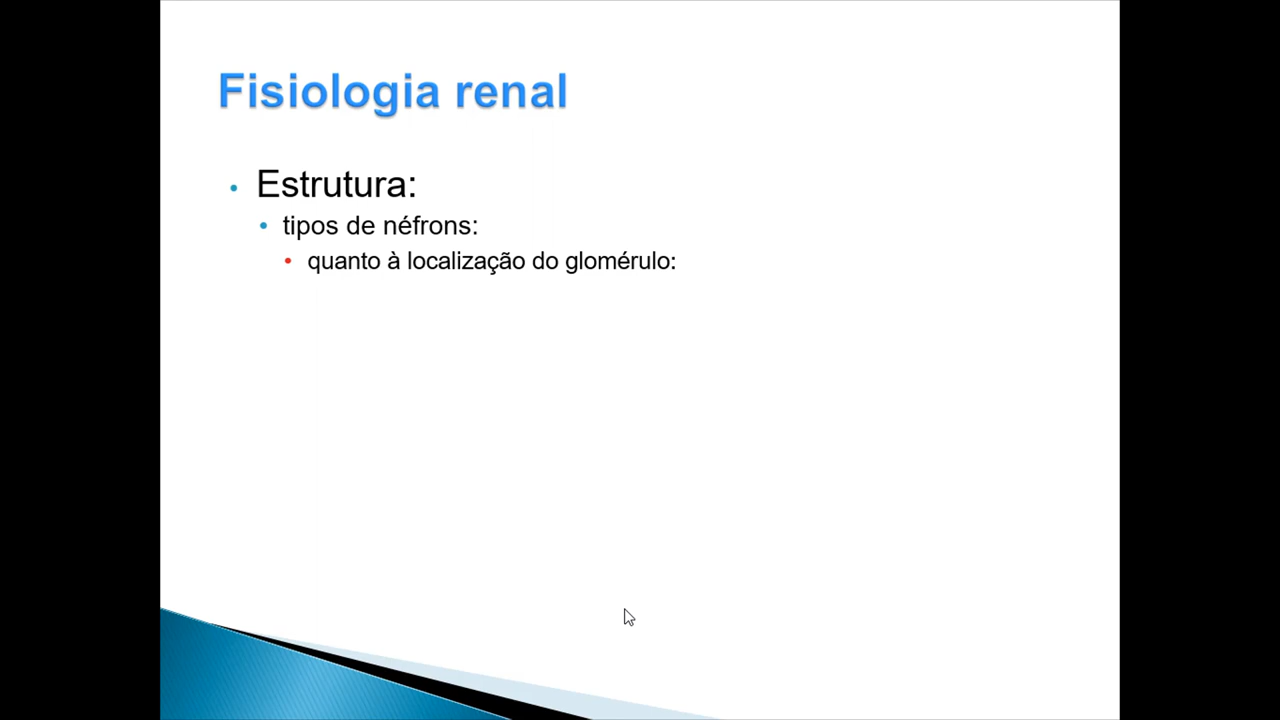 Fisiologia renal
• Estrutura:
• tipos de néfrons:
• quanto à localização do glomérulo: